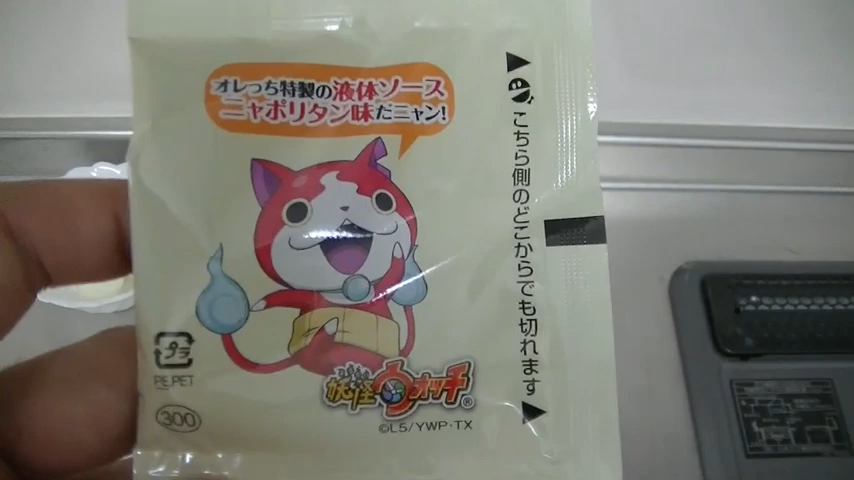 オレっち特製の液体ソース
ニャポリタン味だニャン!
こちら側のどこからでも切れます
プラ
PE,PET
300
妖怪ウォッチ®
©L5/YWP・TX